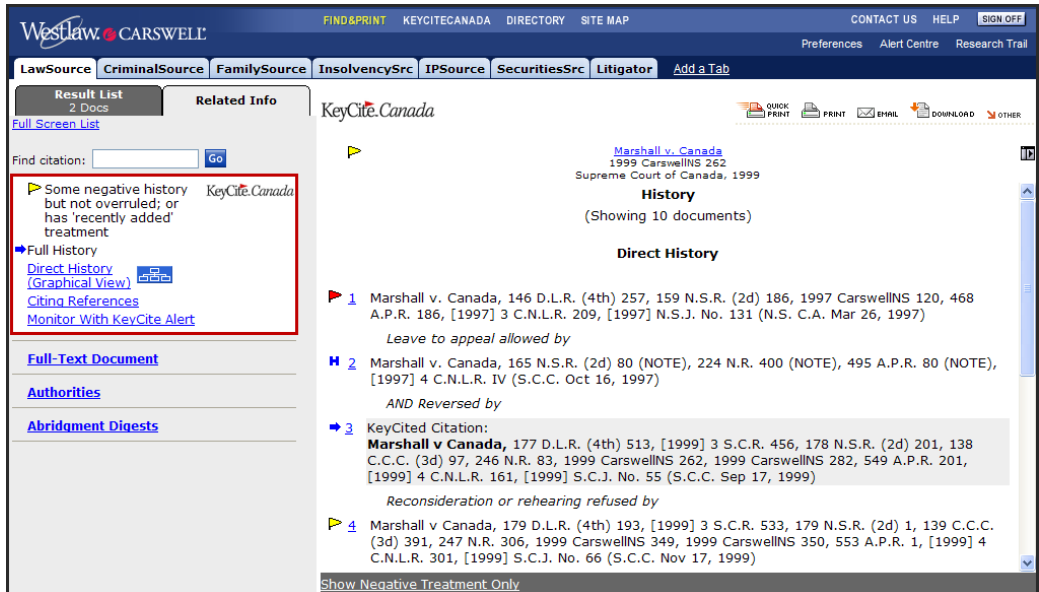 Westlaw. CARSWELL
FIND&PRINT KEYCITECANADA DIRECTORY SITE MAP
CONTACT US HELP SIGN OFF
Preferences Alert Centre Research Trail
LawSource CriminalSource FamilySource InsolvencySrc IPSource SecuritiesSrc Litigator Add a Tab
Result List
2 Docs
Related Info
Full Screen List
Find citation: Go
Some negative history
but not overruled; or
has 'recently added'
treatment
KeyCite.Canada
Full History
Direct History
(Graphical View)
Citing References
Monitor With KeyCite Alert
Full-Text Document
Authorities
Abridgment Digests
KeyCite.Canada
QUICK PRINT PRINT EMAIL DOWNLOAD OTHER
Marshall v. Canada
1999 CarswellNS 262
Supreme Court of Canada, 1999
History
(Showing 10 documents)
Direct History
1 Marshall v. Canada, 146 D.L.R. (4th) 257, 159 N.S.R. (2d) 186, 1997 CarswellNS 120, 468
A.P.R. 186, [1997] 3 C.N.L.R. 209, [1997] N.S.J. No. 131 (N.S. C.A. Mar 26, 1997)
Leave to appeal allowed by
H 2 Marshall v. Canada, 165 N.S.R. (2d) 80 (NOTE), 224 N.R. 400 (NOTE), 495 A.P.R. 80 (NOTE),
[1997] 4 C.N.L.R. IV (S.C.C. Oct 16, 1997)
AND Reversed by
3 KeyCited Citation:
Marshall v Canada, 177 D.L.R. (4th) 513, [1999] 3 S.C.R. 456, 178 N.S.R. (2d) 201, 138
C.C.C. (3d) 97, 246 N.R. 83, 1999 CarswellNS 262, 1999 CarswellNS 282, 549 A.P.R. 201,
[1999] 4 C.N.L.R. 161, [1999] S.C.J. No. 55 (S.C.C. Sep 17, 1999)
Reconsideration or rehearing refused by
4 Marshall v Canada, 179 D.L.R. (4th) 193, [1999] 3 S.C.R. 533, 179 N.S.R. (2d) 1, 139 C.C.C.
(3d) 391, 247 N.R. 306, 1999 CarswellNS 349, 1999 CarswellNS 350, 553 A.P.R. 1, [1999] 4
C.N.L.R. 301, [1999] S.C.J. No. 66 (S.C.C. Nov 17, 1999)
Show Negative Treatment Only